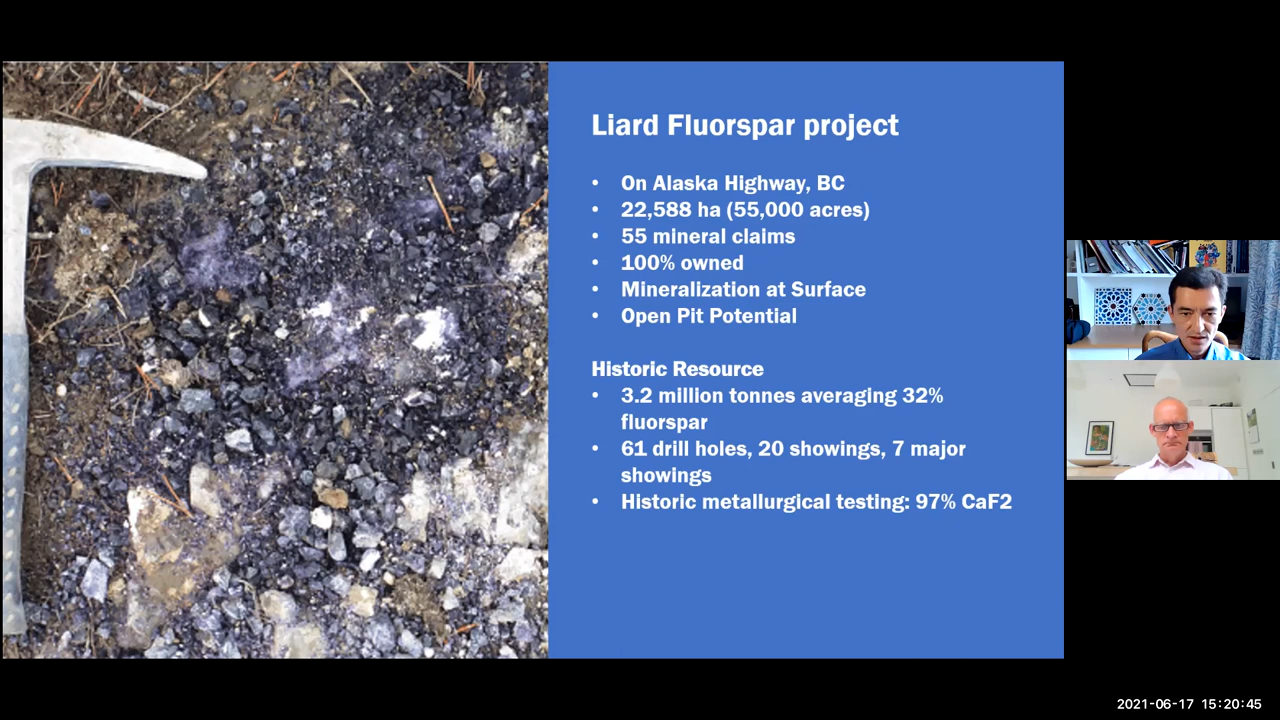 Liard Fluorspar project
• On Alaska Highway, BC
• 22,588 ha (55,000 acres)
• 55 mineral claims
• 100% owned
• Mineralization at Surface
• Open Pit Potential
Historic Resource
• 3.2 million tonnes averaging 32%
fluorspar
• 61 drill holes, 20 showings, 7 major
showings
• Historic metallurgical testing: 97% CaF2
2021-06-17 15:20:45